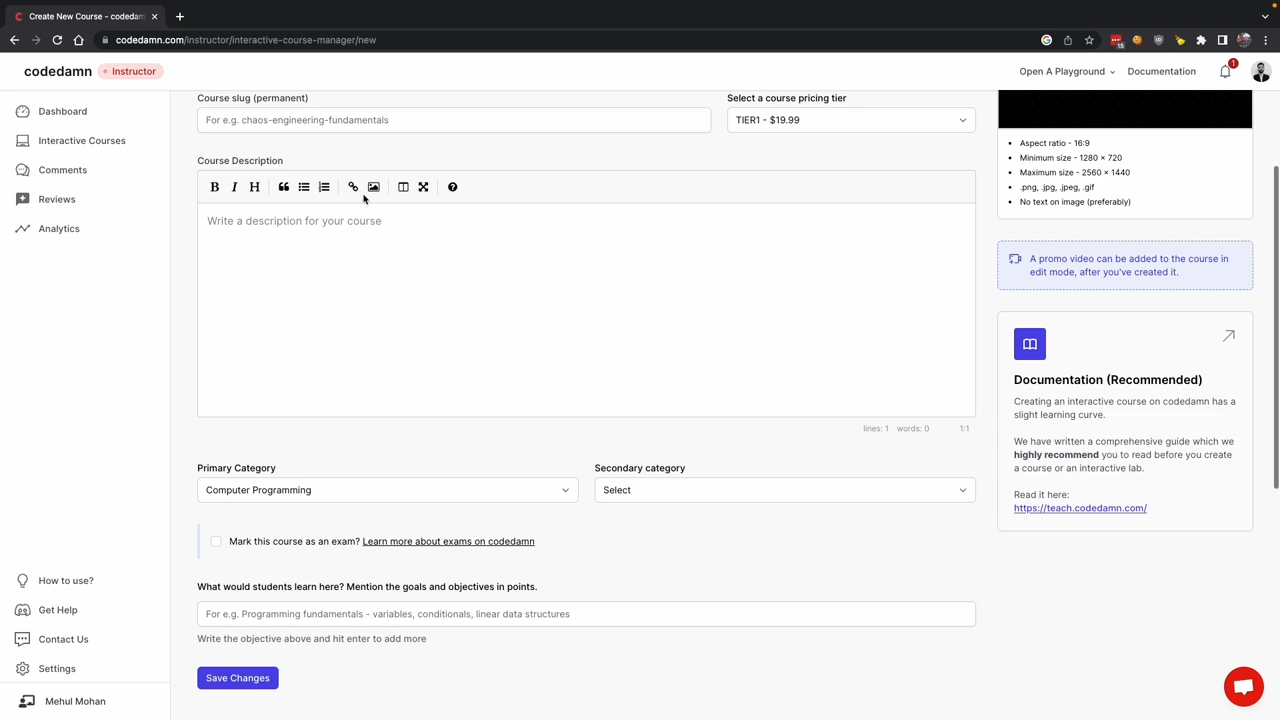 Create New Course - codedam
codedamn.com/instructor/interactive-course-manager/new
15
codedamn
Instructor
Open A Playground
Documentation
1
Dashboard
Interactive Courses
Comments
Reviews
Analytics
How to use?
Get Help
Contact Us
Settings
Mehul Mohan
Course slug (permanent)
For e.g. chaos-engineering-fundamentals
Select a course pricing tier
TIER1 - $19.99
Course Description
B I H
Write a description for your course
lines: 1 words: 0 1:1
Primary Category
Computer Programming
Secondary category
Select
Mark this course as an exam? Learn more about exams on codedamn
What would students learn here? Mention the goals and objectives in points.
For e.g. Programming fundamentals - variables, conditionals, linear data structures
Write the objective above and hit enter to add more
Save Changes
Aspect ratio - 16:9
Minimum size - 1280 × 720
Maximum size - 2560 × 1440
.png, .jpg, .jpeg, .gif
No text on image (preferably)
A promo video can be added to the course in
edit mode, after you've created it.
Documentation (Recommended)
Creating an interactive course on codedamn has a
slight learning curve.
We have written a comprehensive guide which we
highly recommend you to read before you create
a course or an interactive lab.
Read it here:
https://teach.codedamn.com/